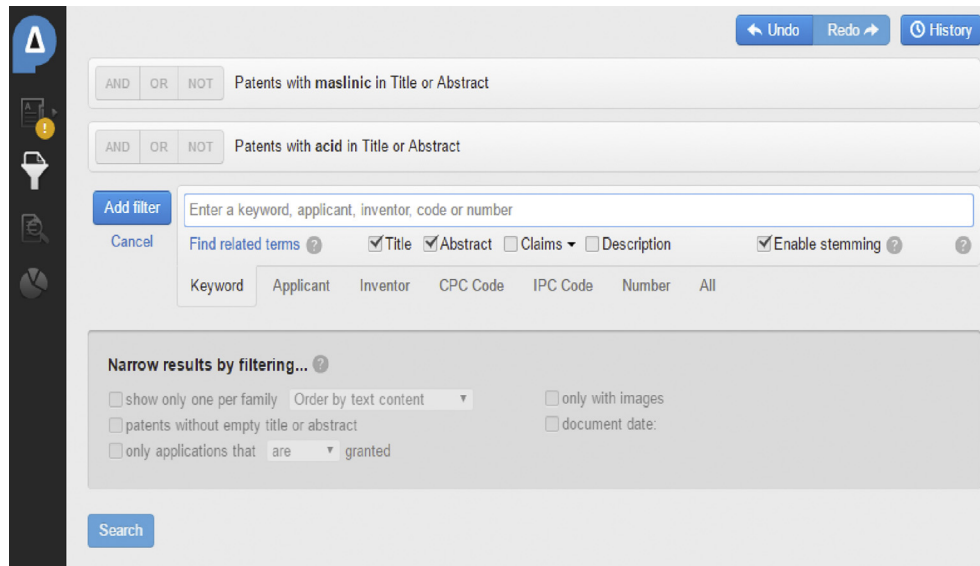 Undo Redo History
AND OR NOT Patents with maslinic in Title or Abstract
AND OR NOT Patents with acid in Title or Abstract
Add filter Enter a keyword, applicant, inventor, code or number
Cancel Find related terms ? Title Abstract Claims Description Enable stemming ? ?
Keyword Applicant Inventor CPC Code IPC Code Number All
Narrow results by filtering... ?
show only one per family Order by text content only with images
patents without empty title or abstract document date:
only applications that are granted
Search